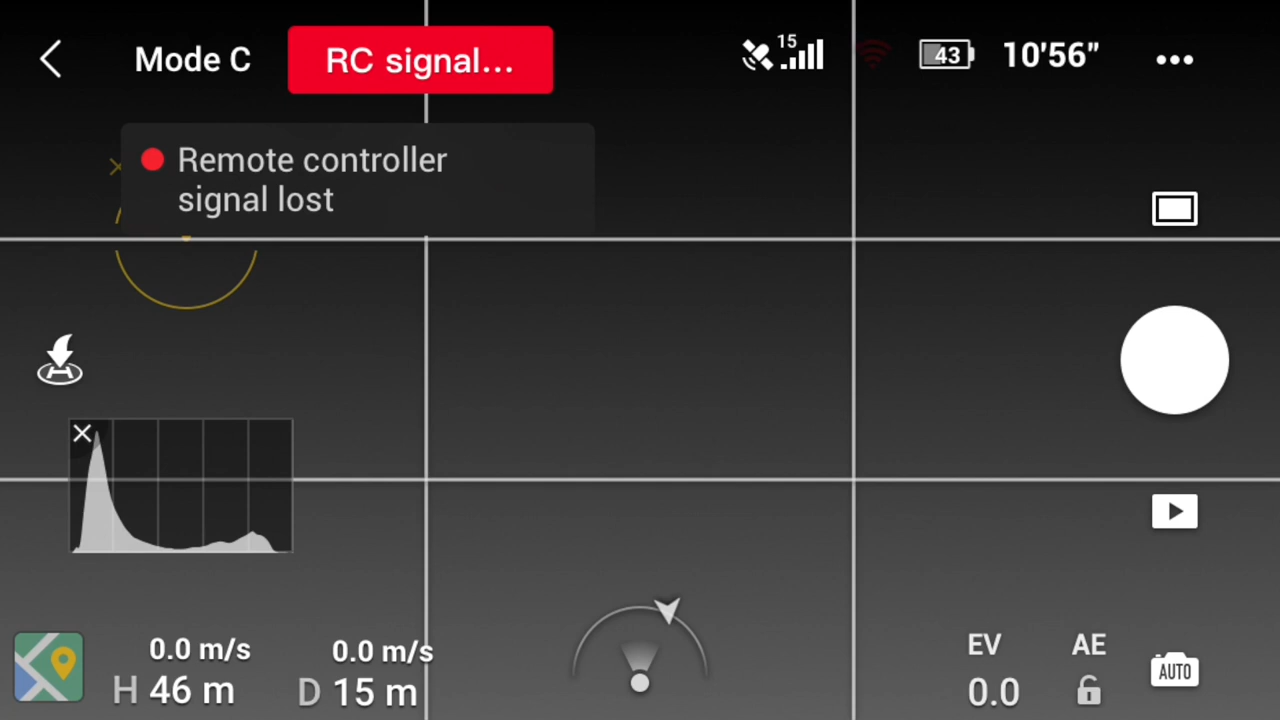 Mode C
RC signal...
15
43
10'56”
Remote controller
signal lost
0.0 m/s
0.0 m/s
H 46 m
D 15 m
EV
AE
0.0
AUTO